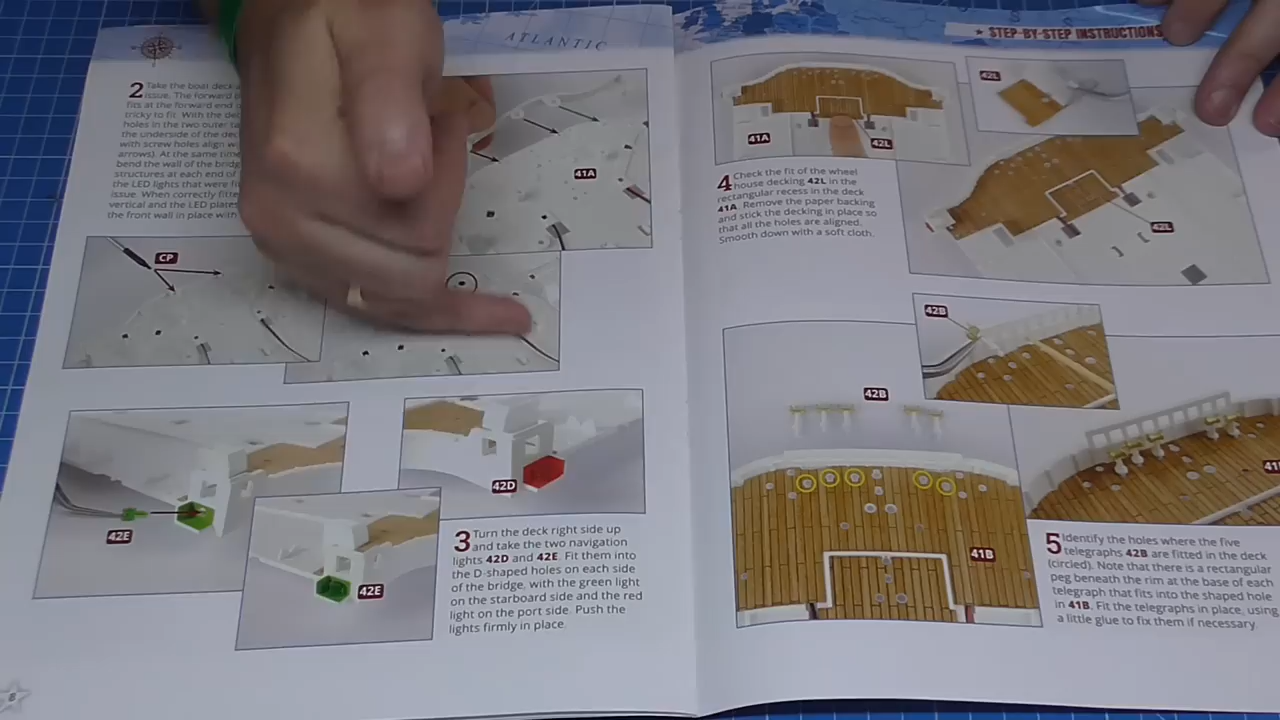 ATLANTIC
2 Take the boat deck
issue. The forward
fits at the forward end o
tricky to fit. With the de
holes in the two outer ta
the underside of the dec
with screw holes align w
arrows). At the same time
bend the wall of the bridg
structures at each end of
the LED lights that were fi
issue. When correctly fitte
vertical and the LED plates
the front wall in place with
41A
CP
42E
42E
42D
3 Turn the deck right side up
and take the two navigation
lights 42D and 42E. Fit them into
the D-shaped holes on each side
of the bridge, with the green light
on the starboard side and the red
light on the port side. Push the
lights firmly in place.
8
★ STEP-BY-STEP INSTRUCTIONS
41A
42L
42L
42L
4 Check the fit of the wheel
house decking 42L in the
rectangular recess in the deck
41A. Remove the paper backing
and stick the decking in place so
that all the holes are aligned.
Smooth down with a soft cloth.
42B
42B
41B
41
5 Identify the holes where the five
telegraphs 42B are fitted in the deck
(circled). Note that there is a rectangular
peg beneath the rim at the base of each
telegraph that fits into the shaped hole
in 41B. Fit the telegraphs in place, using
a little glue to fix them if necessary.